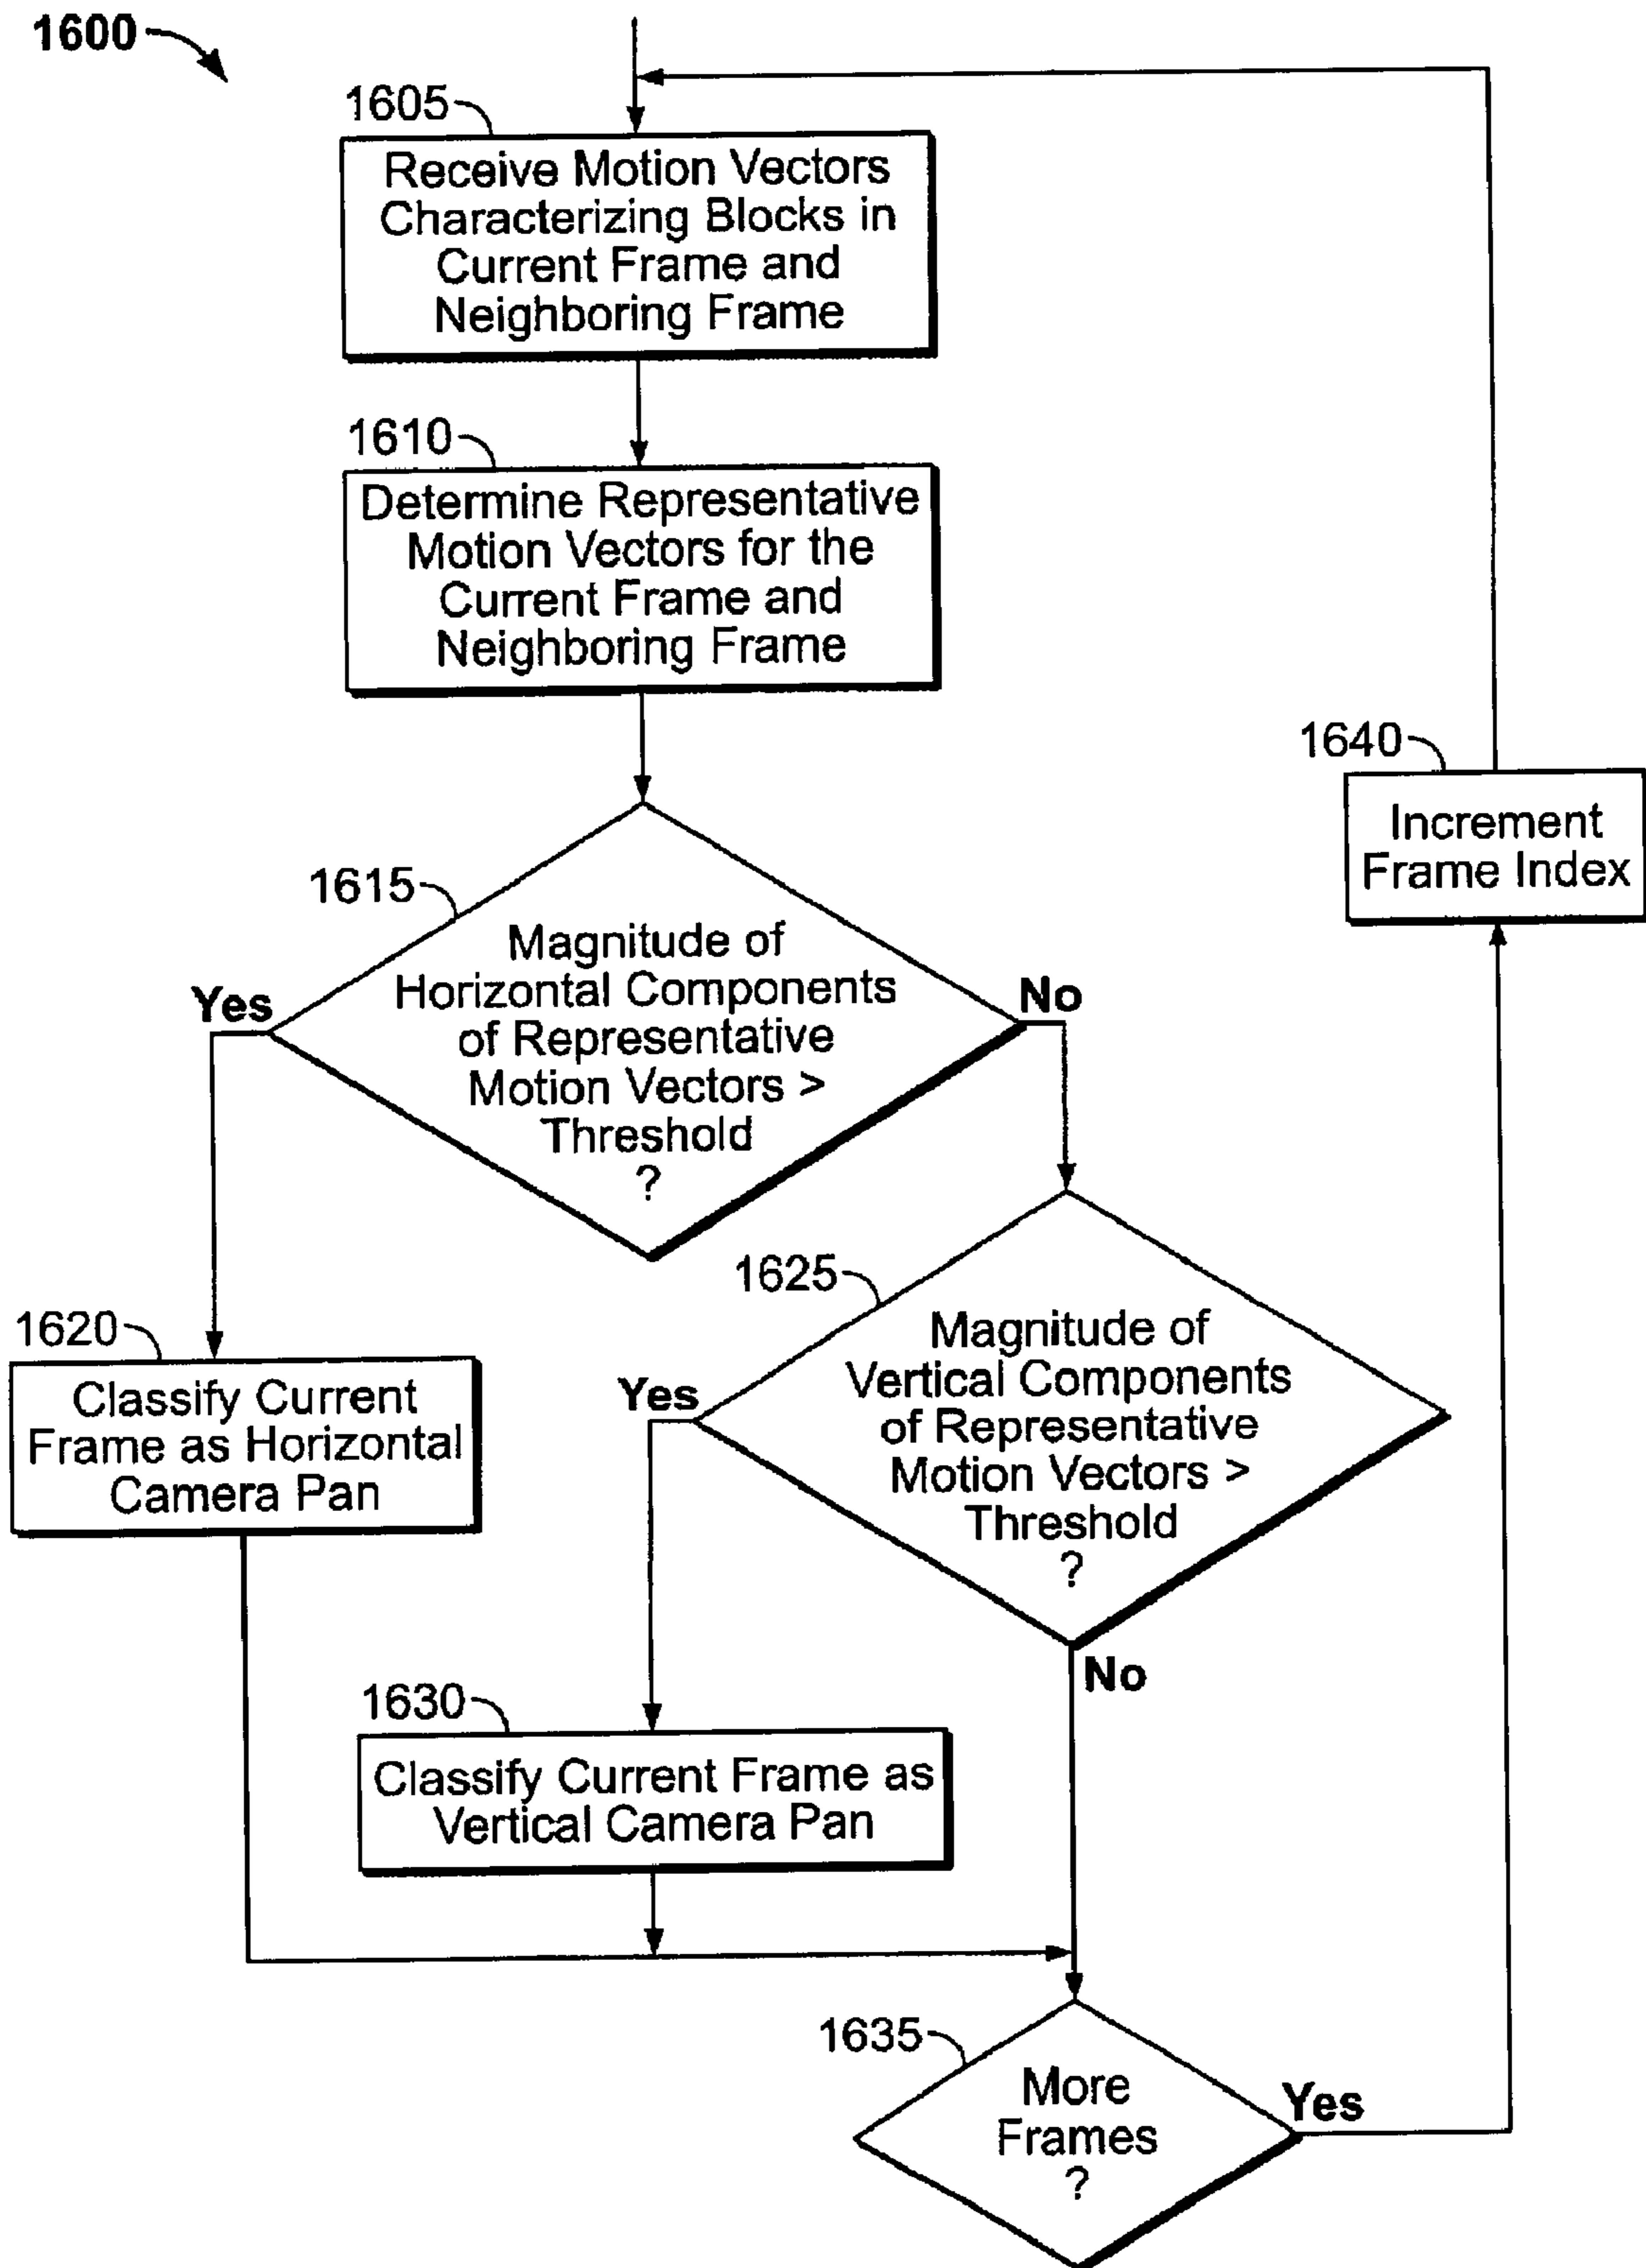 1600
1605
Receive Motion Vectors
Characterizing Blocks in
Current Frame and
Neighboring Frame
1610
Determine Representative
Motion Vectors for the
Current Frame and
Neighboring Frame
1640
Increment
Frame Index
1615
Magnitude of
Horizontal Components
of Representative
Motion Vectors >
Threshold
?
Yes
No
1625
Magnitude of
Vertical Components
of Representative
Motion Vectors >
Threshold
?
Yes
No
1620
Classify Current
Frame as Horizontal
Camera Pan
1630
Classify Current Frame as
Vertical Camera Pan
1635
More
Frames
?
Yes